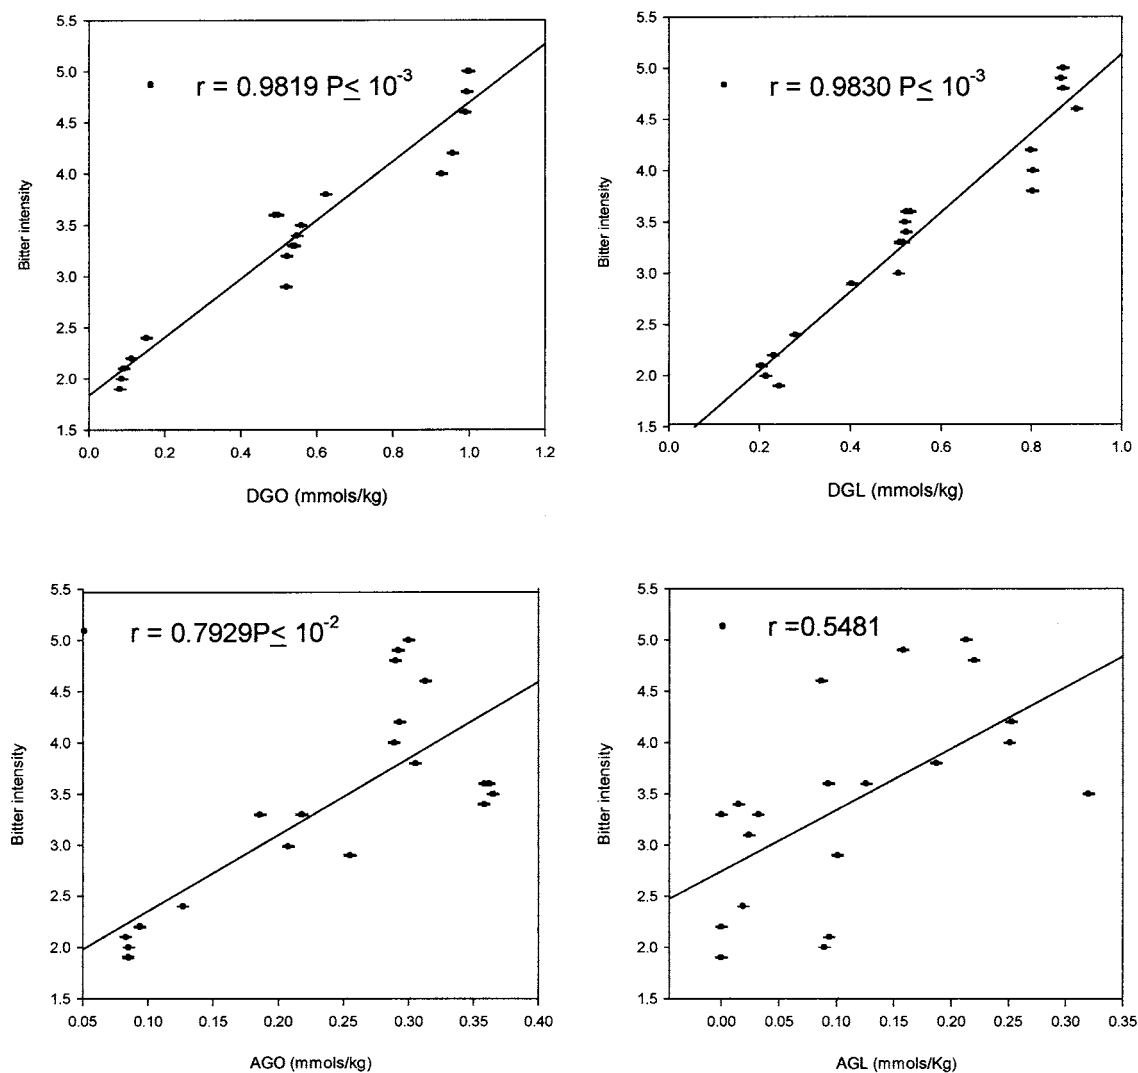 5.5
5.0
4.5
4.0
3.5
3.0
2.5
2.0
1.5
Bitter intensity
r = 0.9819 P≤ 10-3
0.0 0.2 0.4 0.6 0.8 1.0 1.2
DGO (mmols/kg)
5.5
5.0
4.5
4.0
3.5
3.0
2.5
2.0
1.5
Bitter intensity
r = 0.9830 P≤ 10-3
0.0 0.2 0.4 0.6 0.8 1.0
DGL (mmols/kg)
5.5
5.0
4.5
4.0
3.5
3.0
2.5
2.0
1.5
Bitter intensity
r = 0.7929P≤ 10-2
0.05 0.10 0.15 0.20 0.25 0.30 0.35 0.40
AGO (mmols/kg)
5.5
5.0
4.5
4.0
3.5
3.0
2.5
2.0
1.5
Bitter intensity
r =0.5481
0.00 0.05 0.10 0.15 0.20 0.25 0.30 0.35
AGL (mmols/Kg)